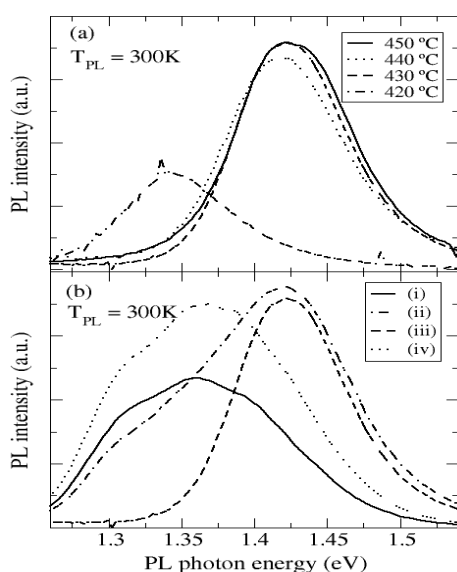 (a)
T_PL = 300K
450 ºC
440 ºC
430 ºC
420 ºC
PL intensity (a.u.)
(b)
T_PL = 300K
(i)
(ii)
(iii)
(iv)
PL intensity (a.u.)
1.3 1.35 1.4 1.45 1.5
PL photon energy (eV)